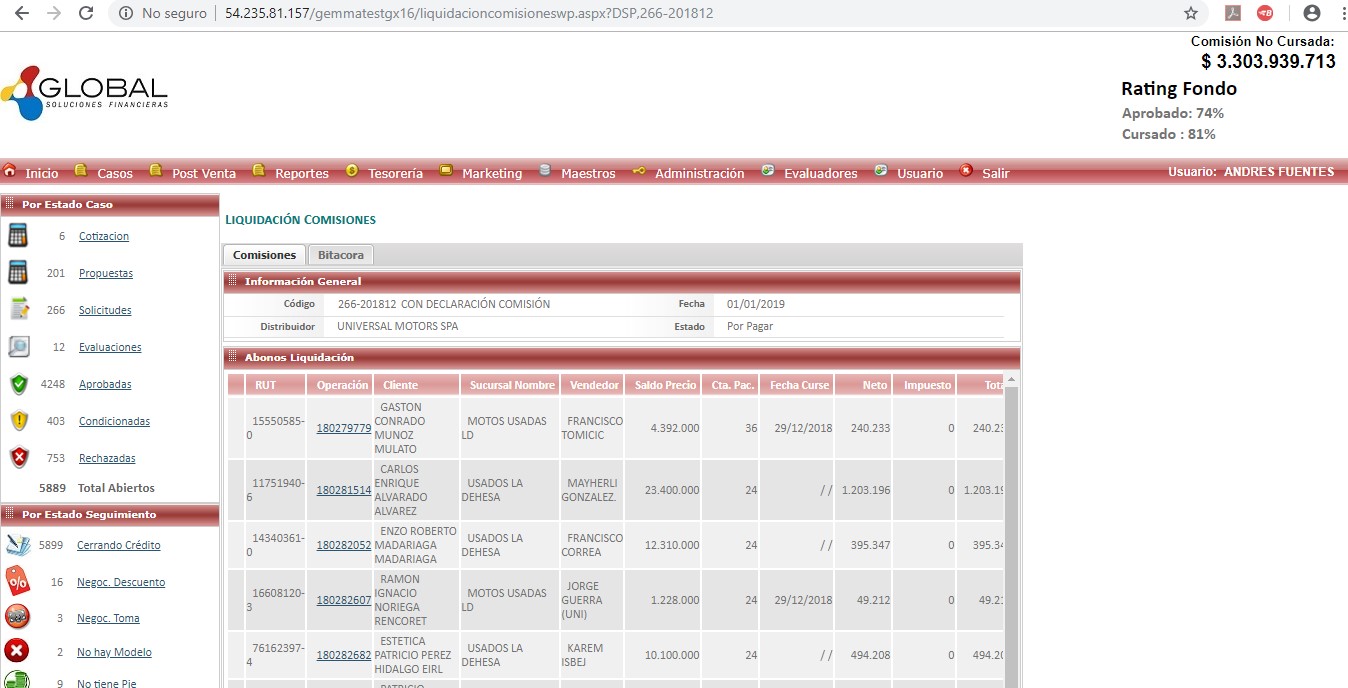 No seguro 54.235.81.157/gemmatestgx16/liquidacioncomisioneswp.aspx?DSP,266-201812
Comisión No Cursada:
$ 3.303.939.713
GLOBAL
SOLUCIONES FINANCIERAS
Rating Fondo
Aprobado: 74%
Cursado : 81%
Inicio Casos Post Venta Reportes Tesorería Marketing Maestros Administración Evaluadores Usuario Salir Usuario: ANDRES FUENTES
Por Estado Caso
6 Cotizacion
201 Propuestas
266 Solicitudes
12 Evaluaciones
4248 Aprobadas
403 Condicionadas
753 Rechazadas
5889 Total Abiertos
Por Estado Seguimiento
5899 Cerrando Crédito
16 Negoc. Descuento
3 Negoc. Toma
2 No hay Modelo
9 No tiene Pie
LIQUIDACIÓN COMISIONES
Comisiones Bitacora
Información General
Código 266-201812 CON DECLARACIÓN COMISIÓN Fecha 01/01/2019
Distribuidor UNIVERSAL MOTORS SPA Estado Por Pagar
Abonos Liquidación
RUT Operación Cliente Sucursal Nombre Vendedor Saldo Precio Cta. Pac. Fecha Curse Neto Impuesto Tota
GASTON
15550585- CONRADO MOTOS USADAS FRANCISCO
180279779 4.392.000 36 29/12/2018 240.233 0 240.23
0 MUNOZ LD TOMICIC
MULATO
CARLOS
11751940- ENRIQUE USADOS LA MAYHERLI
180281514 23.400.000 24 / / 1.203.196 0 1.203.19
6 ALVARADO DEHESA GONZALEZ.
ALVAREZ
ENZO ROBERTO
14340361- USADOS LA FRANCISCO
180282052 MADARIAGA 12.310.000 24 / / 395.347 0 395.34
0 DEHESA CORREA
MADARIAGA
RAMON
16608120- IGNACIO MOTOS USADAS JORGE
180282607 GUERRA 1.228.000 24 29/12/2018 49.212 0 49.21
3 NORIEGA LD (UNI)
RENCORET
ESTETICA
76162397- USADOS LA KAREM
180282682 PATRICIO PEREZ 10.100.000 24 / / 494.208 0 494.20
4 DEHESA ISBEJ
HIDALGO EIRL
PATRICIO